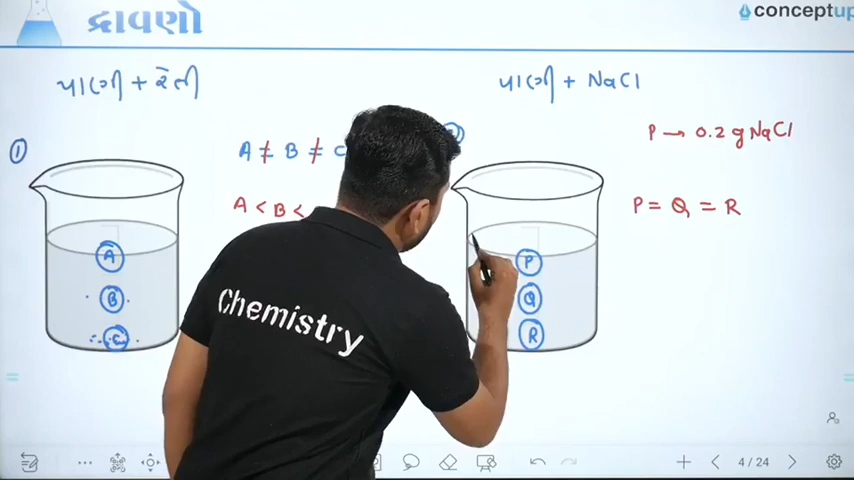 દ્રાવણો
conceptup
પાણી + રેતી
પાણી + NaCl
①
P → 0.2 g NaCl
A ≠ B ≠ C
A < B <
P = Q = R
A
B
C
P
Q
R
Chemistry
4 / 24